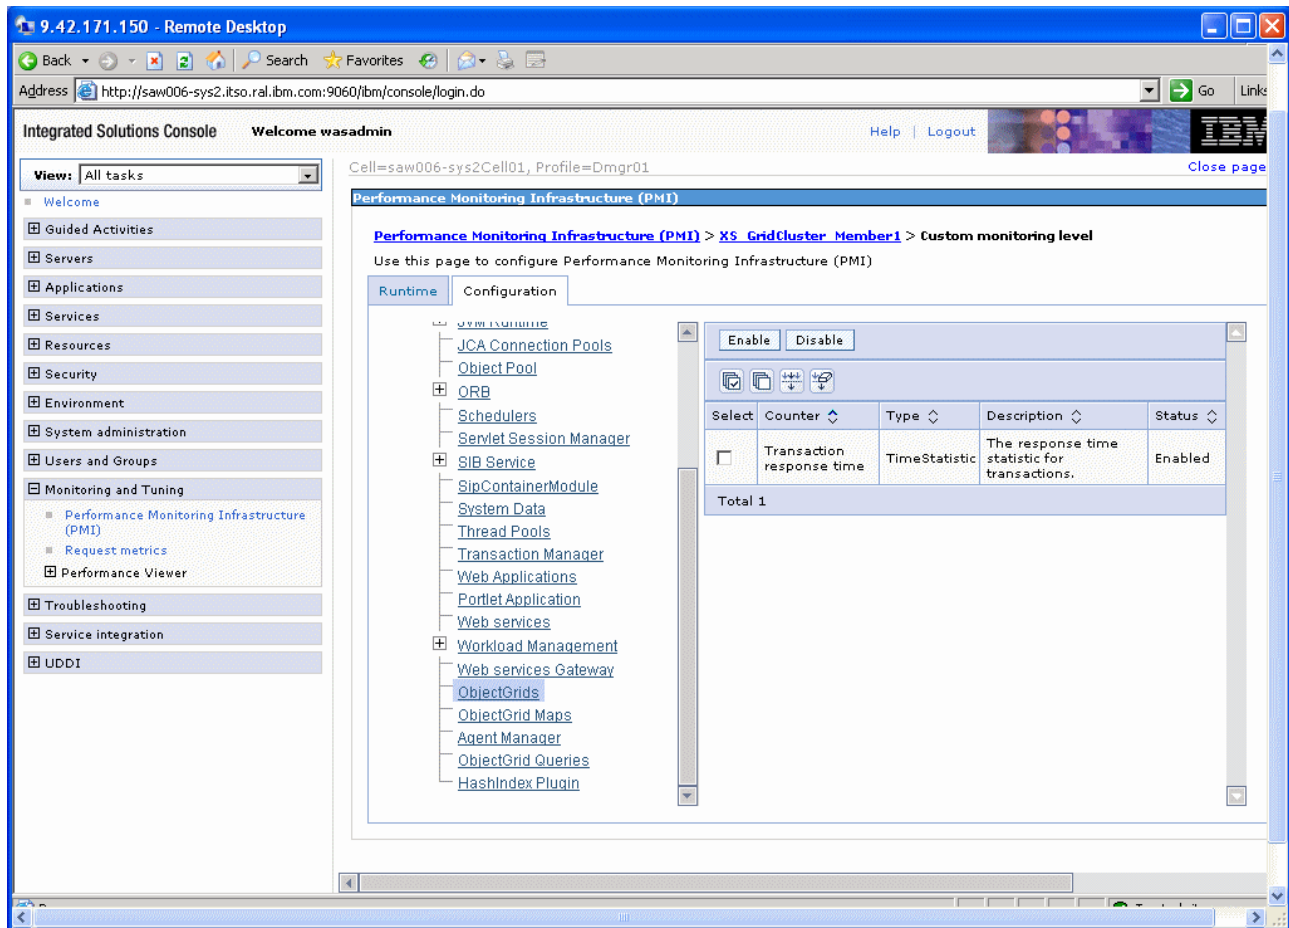 9.42.171.150 - Remote Desktop
Back Search Favorites
Address http://saw006-sys2.itso.ral.ibm.com:9060/ibm/console/login.do Go Links
Integrated Solutions Console Welcome wasadmin Help | Logout IBM
View: All tasks
Welcome
Guided Activities
Servers
Applications
Services
Resources
Security
Environment
System administration
Users and Groups
Monitoring and Tuning
Performance Monitoring Infrastructure
(PMI)
Request metrics
Performance Viewer
Troubleshooting
Service integration
UDDI
Cell=saw006-sys2Cell01, Profile=Dmgr01 Close page
Performance Monitoring Infrastructure (PMI)
Performance Monitoring Infrastructure (PMI) > XS_GridCluster_Member1 > Custom monitoring level
Use this page to configure Performance Monitoring Infrastructure (PMI)
Runtime Configuration
JVM Runtime
JCA Connection Pools
Object Pool
ORB
Schedulers
Servlet Session Manager
SIB Service
SipContainerModule
System Data
Thread Pools
Transaction Manager
Web Applications
Portlet Application
Web services
Workload Management
Web services Gateway
ObjectGrids
ObjectGrid Maps
Agent Manager
ObjectGrid Queries
HashIndex Plugin
Enable Disable
Select Counter Type Description Status
Transaction
response time
TimeStatistic
The response time
statistic for
transactions.
Enabled
Total 1